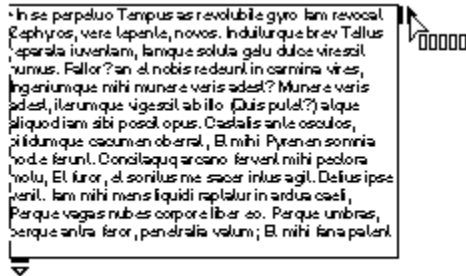 In se perpetuo Tempus as revolubile gyro Iam revocat
Zephyros, vere tepente, novos. Induiturque brev Tellus
reparata iuventam, Iamque soluta gelu dulce virescit
humus. Fallor? an et nobis redeunt in carmina vires,
Ingeniumque mihi munere veris adest? Munere veris
adest, iterumque vigescit ab illo (Quis putet?) atque
aliquod iam sibi poscit opus. Castalis ante osculos,
bifidumque cacumen oberrat, Et mihi Pyrenen somnia
nocte ferunt. Concitaquq arcano fervent mihi pectora
motu, Et furor, et sonitus me sacer intus agit. Delius ipse
venit. Iam mihi mens liquidi raptatur in ardua caeli,
Perque vagas nubes corpore liber eo. Perque umbras,
perque antra feror, penetralia vatum; Et mihi fana patent